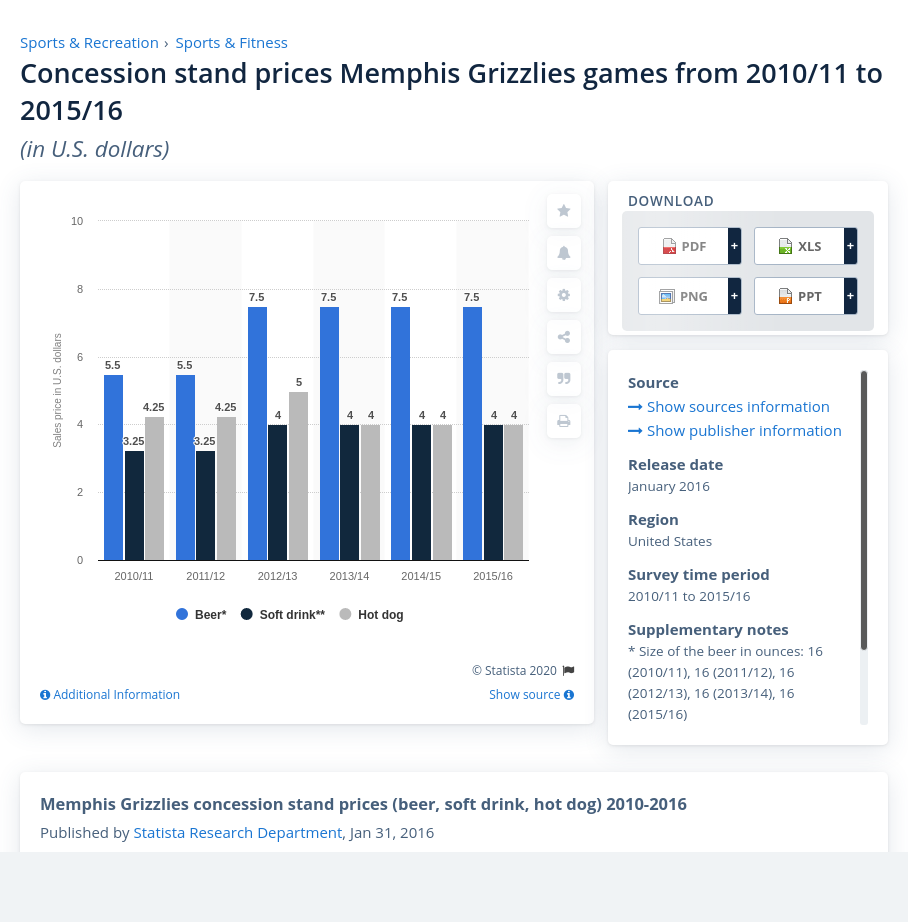 Sports & Recreation › Sports & Fitness
Concession stand prices Memphis Grizzlies games from 2010/11 to
2015/16
(in U.S. dollars)
Sales price in U.S. dollars
10
8
6
4
2
0
5.5
3.25
4.25
5.5
3.25
4.25
7.5
4
5
7.5
4
4
7.5
4
4
7.5
4
4
2010/11
2011/12
2012/13
2013/14
2014/15
2015/16
Beer* Soft drink** Hot dog
© Statista 2020
Additional Information
Show source
DOWNLOAD
PDF + XLS +
PNG + PPT +
Source
Show sources information
Show publisher information
Release date
January 2016
Region
United States
Survey time period
2010/11 to 2015/16
Supplementary notes
* Size of the beer in ounces: 16
(2010/11), 16 (2011/12), 16
(2012/13), 16 (2013/14), 16
(2015/16)
Memphis Grizzlies concession stand prices (beer, soft drink, hot dog) 2010-2016
Published by Statista Research Department, Jan 31, 2016